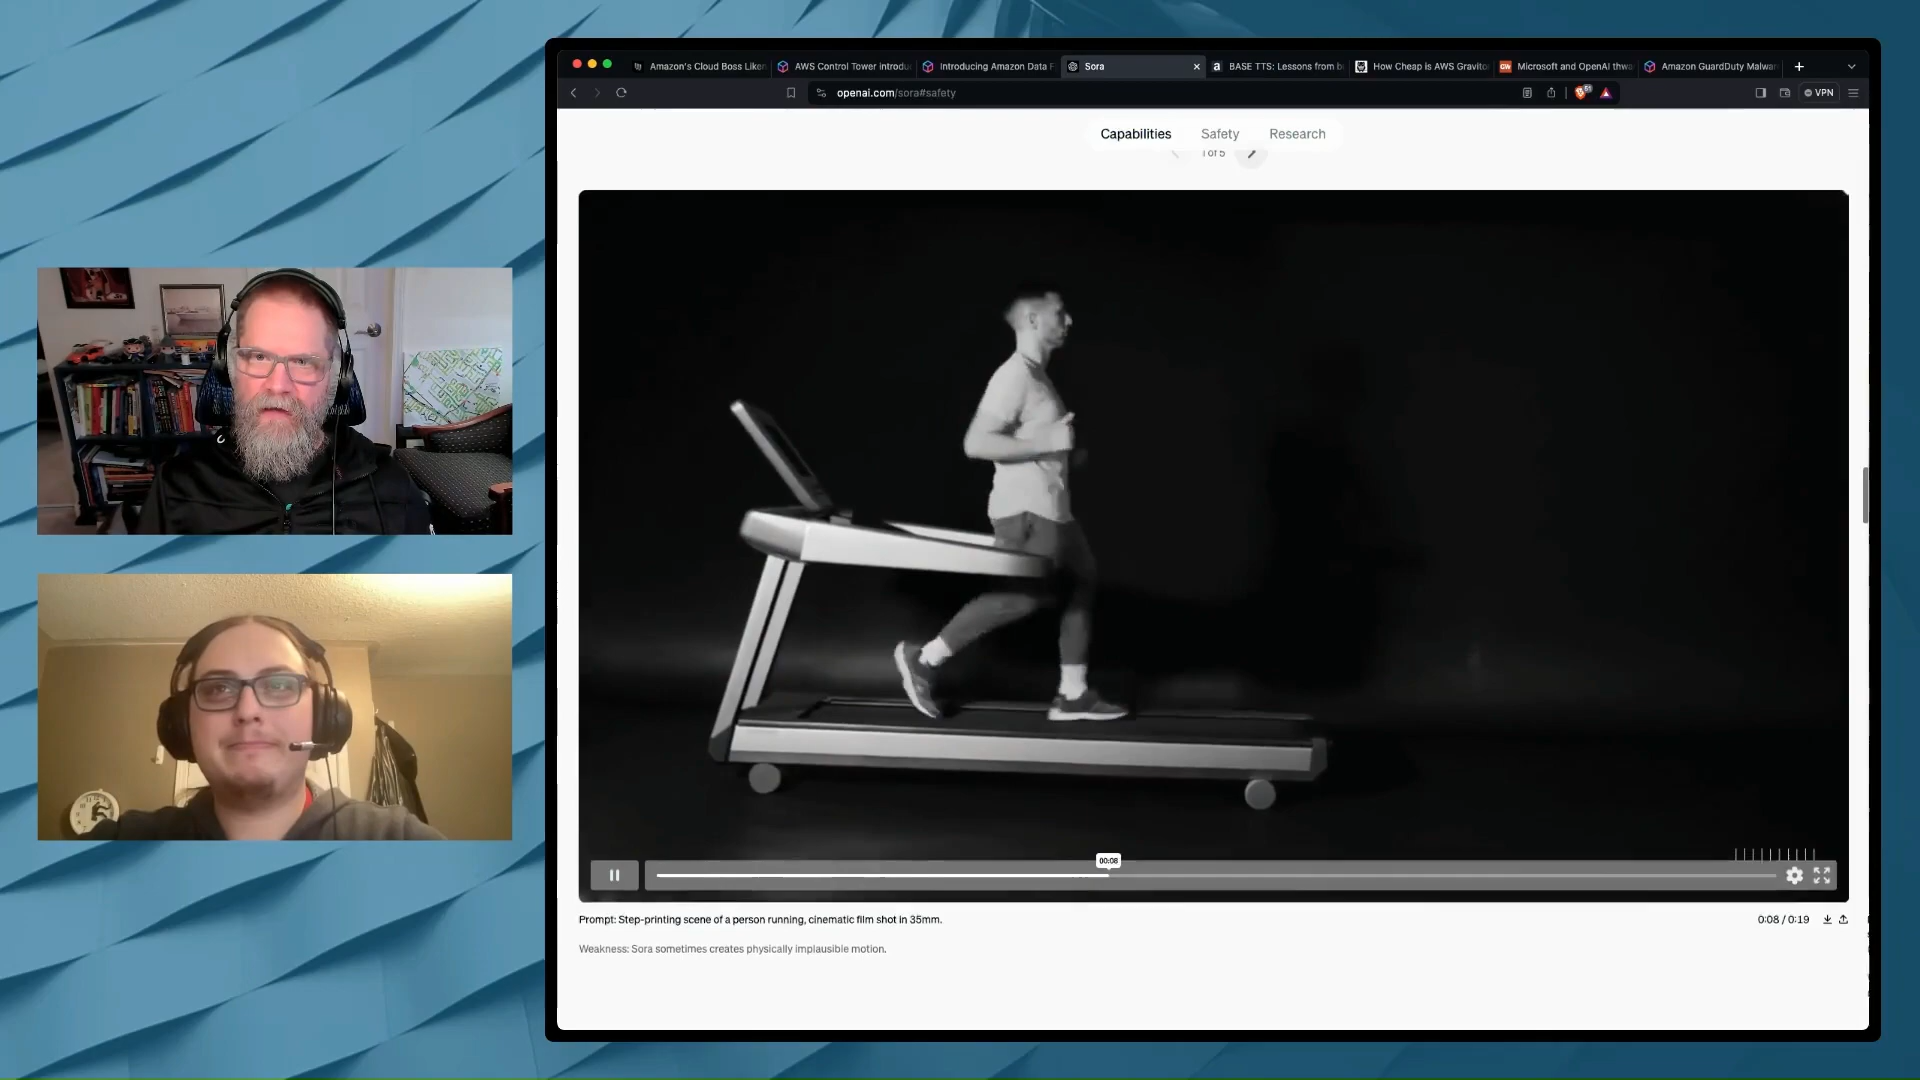 Amazon's Cloud Boss Liken
AWS Control Tower introdu
Introducing Amazon Data F
Sora
BASE TTS: Lessons from b
How Cheap is AWS Gravito
Microsoft and OpenAI thwa
Amazon GuardDuty Malwar
openai.com/sora#safety
VPN
Capabilities
Safety
Research
1 of 5
00:08
Prompt: Step-printing scene of a person running, cinematic film shot in 35mm.
0:08 / 0:19
Weakness: Sora sometimes creates physically implausible motion.